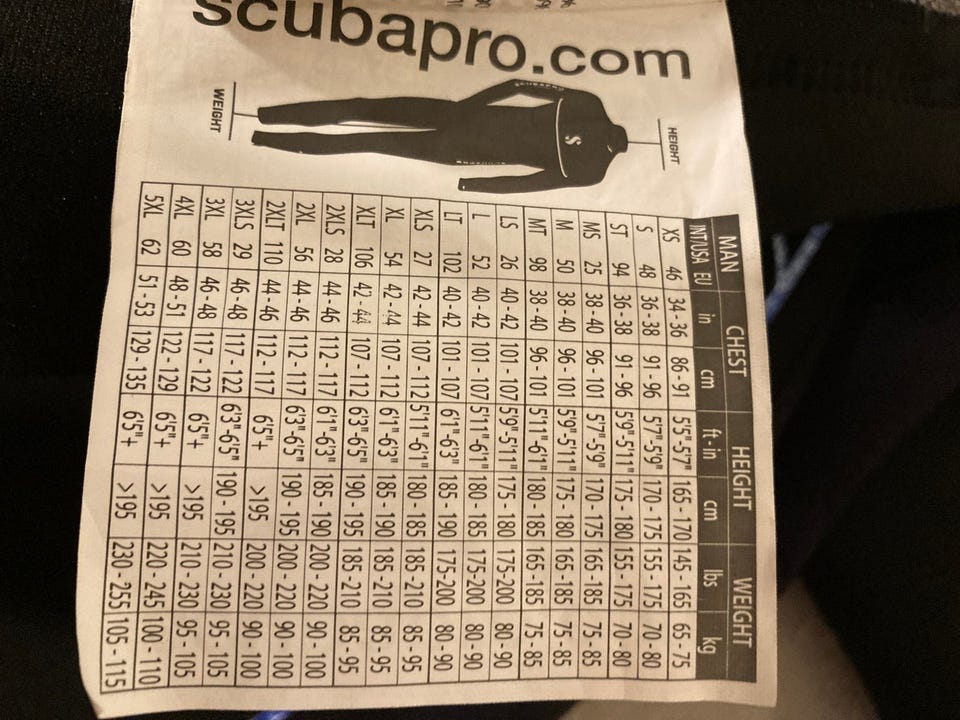 scubapro.com
WEIGHT
HEIGHT
SCUBAPRO
S
MAN CHEST HEIGHT WEIGHT
INT/USA EU in cm ft-in cm lbs kg
XS 46 34 - 36 86 - 91 5'5"-5'7" 165 - 170 145 - 165 65 - 75
S 48 36 - 38 91 - 96 5'7"-5'9" 170 - 175 155 - 175 70 - 80
ST 94 36 - 38 91 - 96 5'9"-5'11" 175 - 180 155 - 175 70 - 80
MS 25 38 - 40 96 - 101 5'7"-5'9" 170 - 175 165 - 185 75 - 85
M 50 38 - 40 96 - 101 5'9"-5'11" 175 - 180 165 - 185 75 - 85
MT 98 38 - 40 96 - 101 5'11"-6'1" 180 - 185 165 - 185 75 - 85
LS 26 40 - 42 101 - 107 5'9"-5'11" 175 - 180 175-200 80 - 90
L 52 40 - 42 101 - 107 5'11"-6'1" 180 - 185 175-200 80 - 90
LT 102 40 - 42 101 - 107 6'1"-6'3" 185 - 190 175-200 80 - 90
XLS 27 42 - 44 107 - 112 5'11"-6'1" 180 - 185 185-210 85 - 95
XL 54 42 - 44 107 - 112 6'1"-6'3" 185 - 190 185-210 85 - 95
XLT 106 42 - 44 107 - 112 6'3"-6'5" 190 - 195 185-210 85 - 95
2XLS 28 44 - 46 112 - 117 6'1"-6'3" 185 - 190 200 - 220 90 - 100
2XL 56 44 - 46 112 - 117 6'3"-6'5" 190 - 195 200 - 220 90 - 100
2XLT 110 44 - 46 112 - 117 6'5"+ >195 200 - 220 90 - 100
3XLS 29 46 - 48 117 - 122 6'3"-6'5" 190 - 195 210 - 230 95 - 105
3XL 58 46 - 48 117 - 122 6'5"+ >195 210 - 230 95 - 105
4XL 60 48 - 51 122 - 129 6'5"+ >195 220 - 245 100 - 110
5XL 62 51 - 53 129 - 135 6'5"+ >195 230 - 255 105 - 115